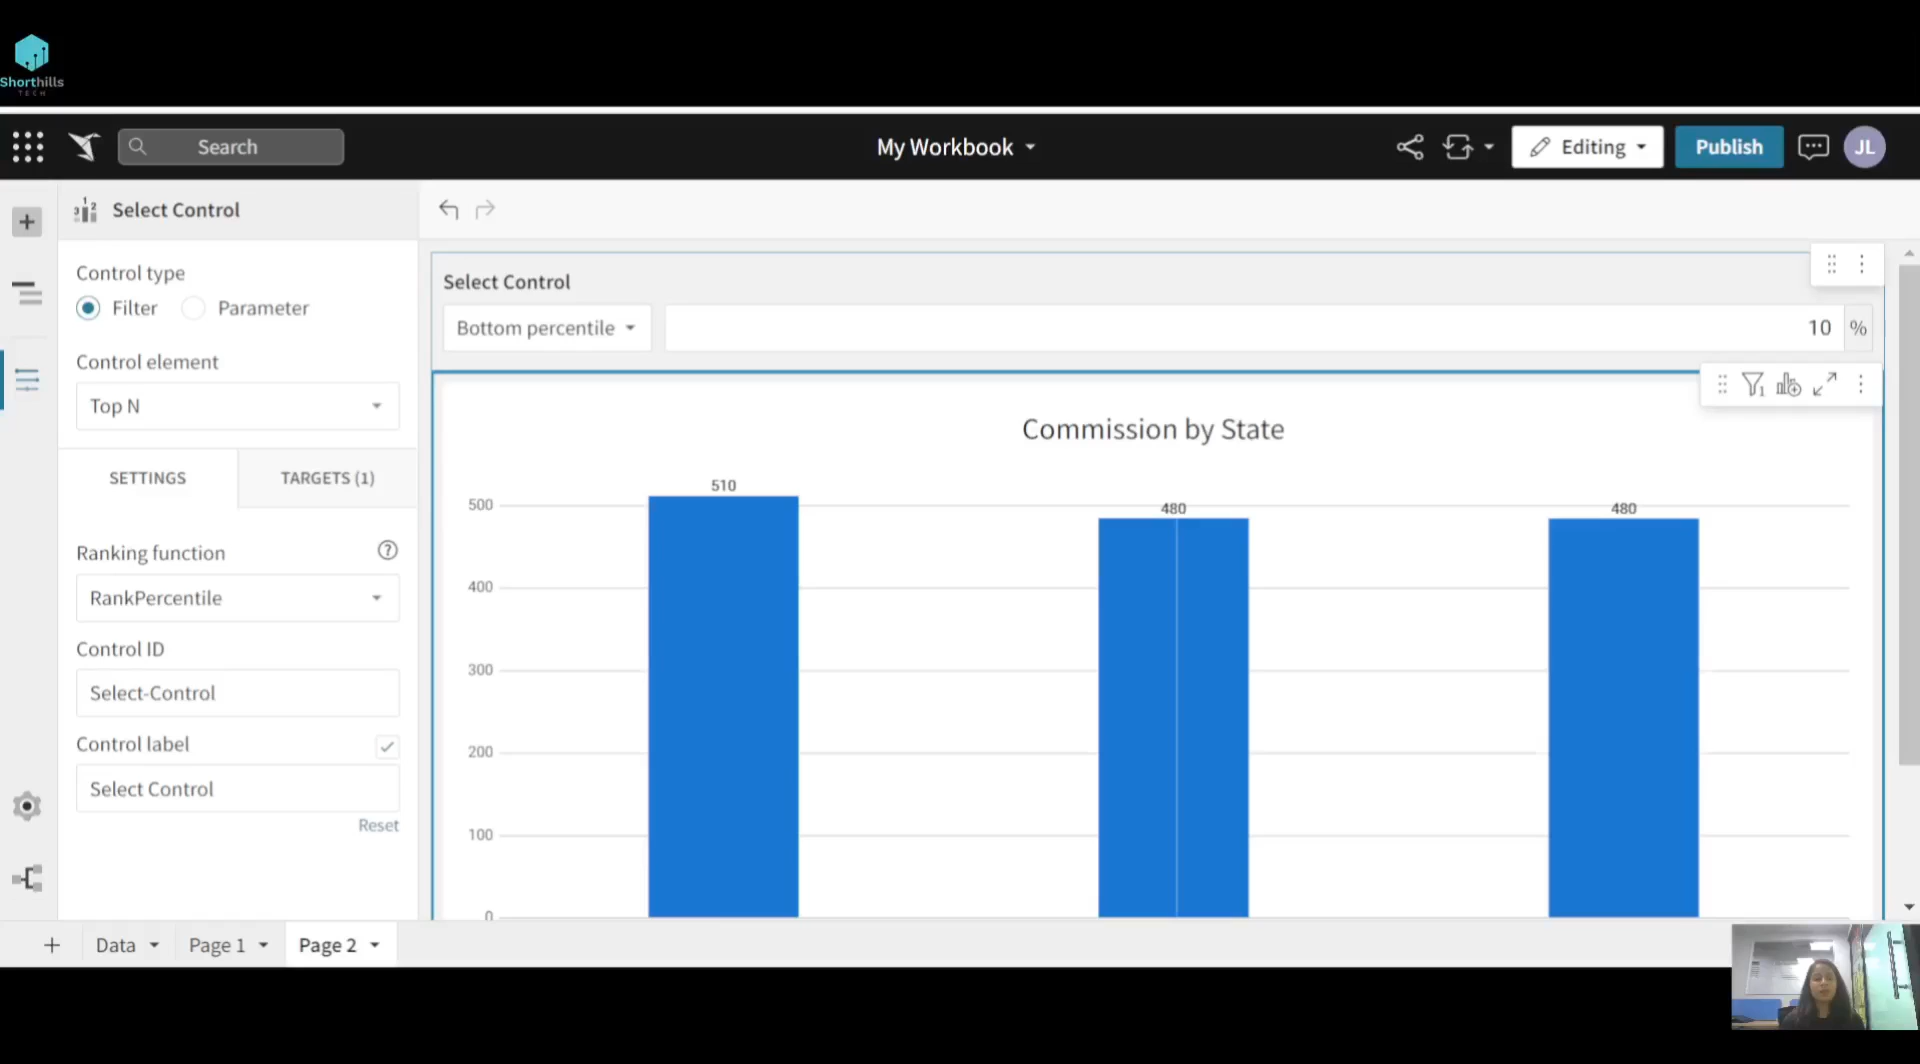 Shorthills
TECH
Search
My Workbook
Editing
Publish
JL
Select Control
Control type
Filter
Parameter
Control element
Top N
SETTINGS
TARGETS (1)
Ranking function
?
RankPercentile
Control ID
Select-Control
Control label
Select Control
Reset
Select Control
Bottom percentile
10
%
1
Commission by State
510
480
480
500
400
300
200
100
0
Data
Page 1
Page 2